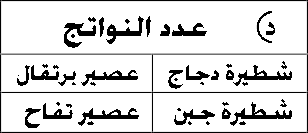 د) عدد النواتج
شطيرة دجاج عصير برتقال
شطيرة جبن عصير تفاح